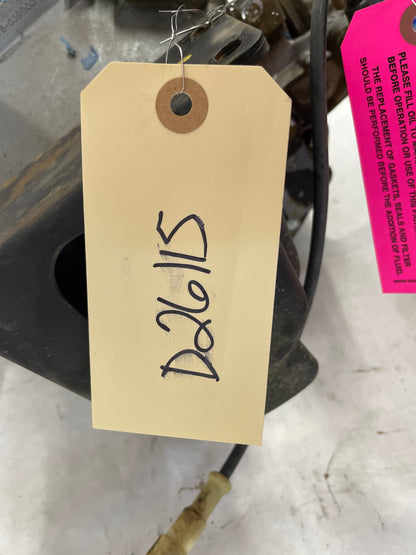 D26115
PLEASE FILL OIL TO
BEFORE OPERATION OR USE OF THIS
THE REPLACEMENT OF GASKETS, SEALS AND FILTER
SHOULD BE PERFORMED BEFORE THE ADDITION OF FLUID.